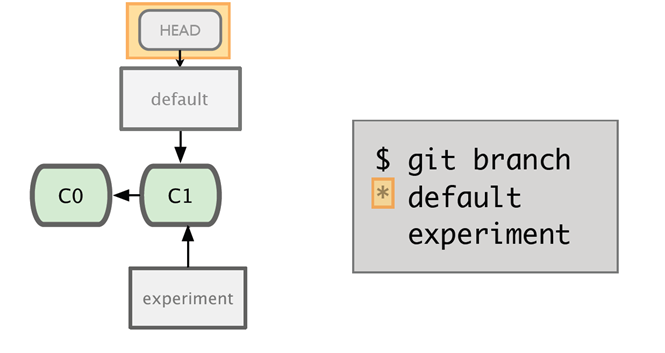 HEAD
default
C0
C1
experiment
$ git branch
* default
experiment